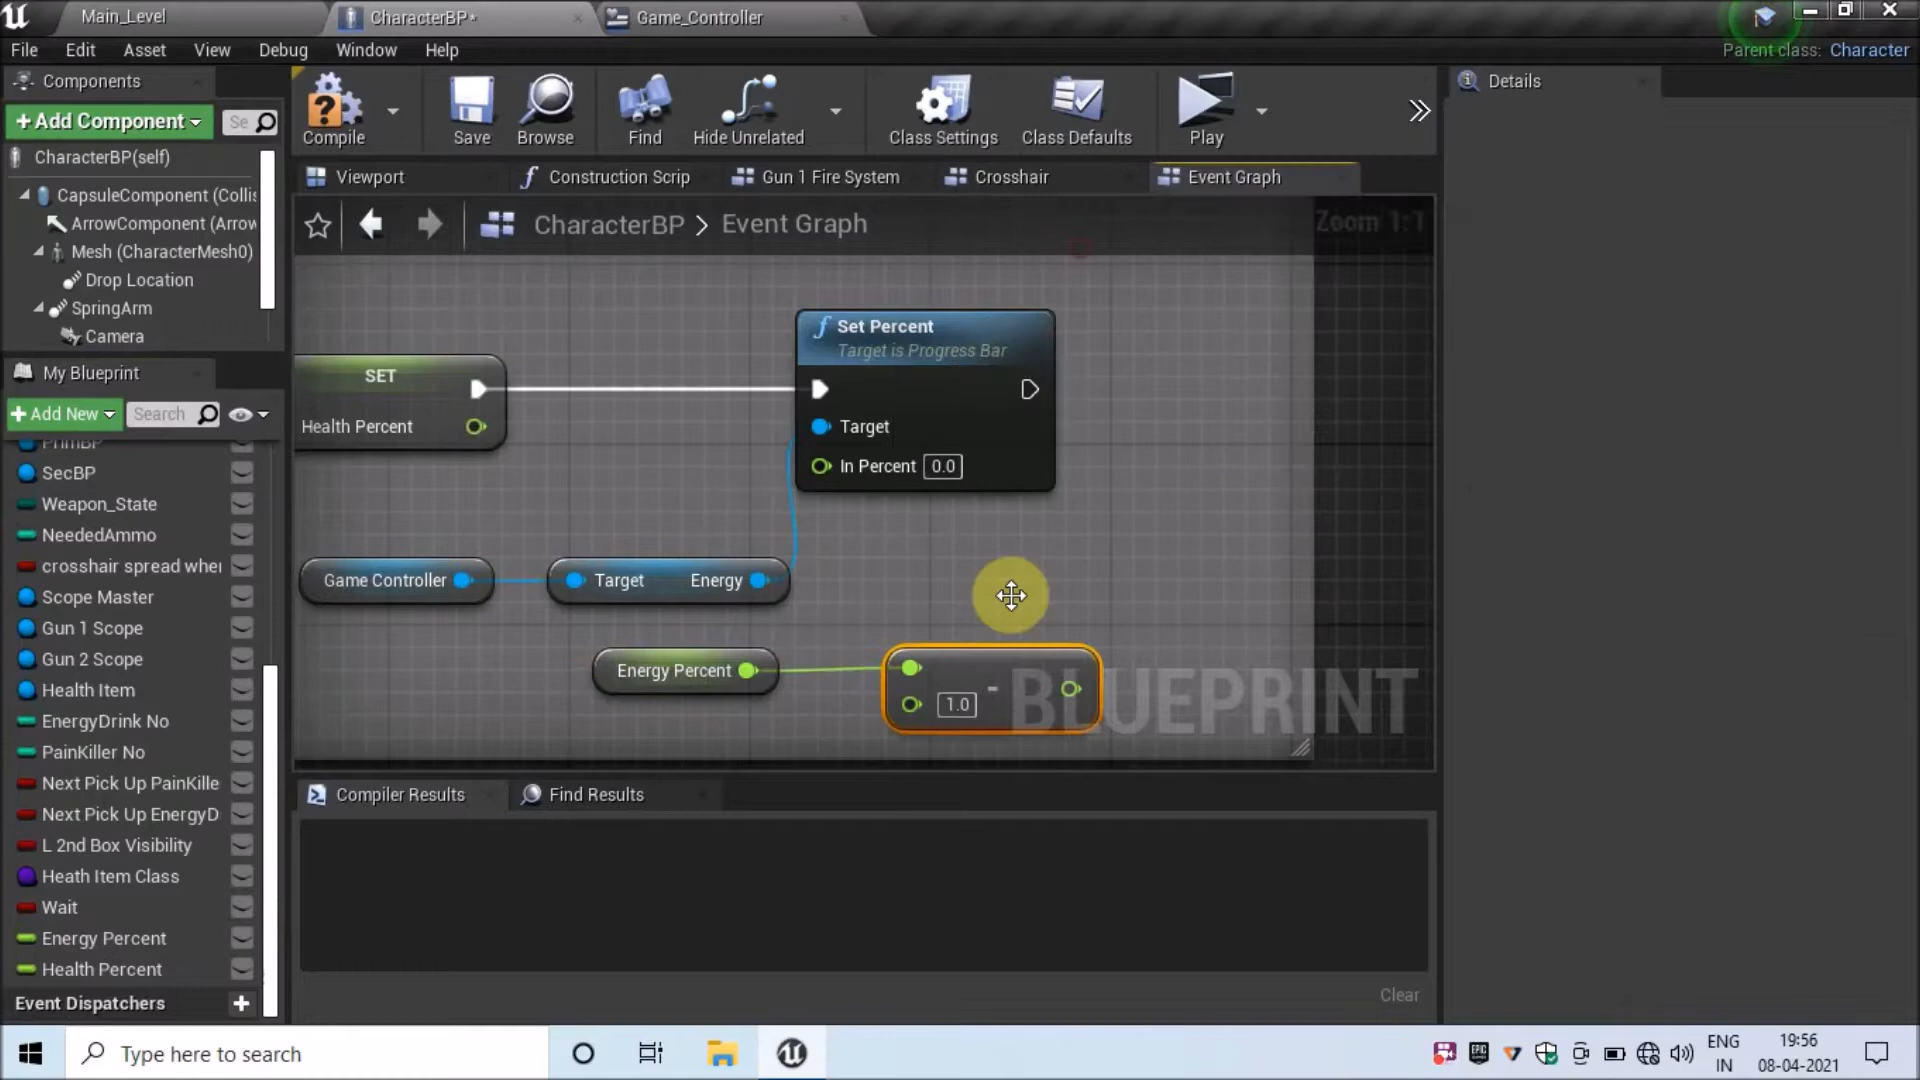 Main_Level
CharacterBP*
Game_Controller
File Edit Asset View Debug Window Help
Parent class: Character
Components
+Add Component
Se
CharacterBP(self)
CapsuleComponent (Collis
ArrowComponent (Arrow
Mesh (CharacterMesh0)
Drop Location
SpringArm
Camera
Compile
Save
Browse
Find
Hide Unrelated
Class Settings
Class Defaults
Play
Details
Viewport
Construction Scrip
Gun 1 Fire System
Crosshair
Event Graph
CharacterBP > Event Graph
Zoom 1:1
My Blueprint
+Add New
Search
PrimBP
SecBP
Weapon_State
NeededAmmo
crosshair spread when
Scope Master
Gun 1 Scope
Gun 2 Scope
Health Item
EnergyDrink No
PainKiller No
Next Pick Up PainKille
Next Pick Up EnergyD
L 2nd Box Visibility
Heath Item Class
Wait
Energy Percent
Health Percent
Event Dispatchers
SET
Health Percent
Set Percent
Target is Progress Bar
Target
In Percent 0.0
Game Controller
Target Energy
Energy Percent
1.0 -
BLUEPRINT
Compiler Results
Find Results
Clear
Type here to search
ENG
IN
19:56
08-04-2021